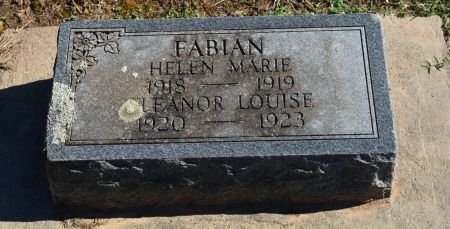 FABIAN
HELEN MARIE
1918 — 1919
LEANOR LOUISE
1920 — 1923